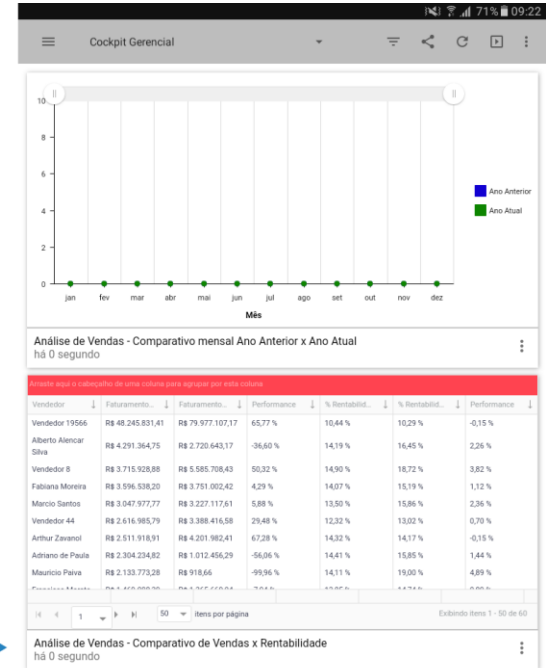 71% 09:22
Cockpit Gerencial
10
8
6
4
2
0
jan fev mar abr mai jun jul ago set out nov dez
Mês
Ano Anterior
Ano Atual
Análise de Vendas - Comparativo mensal Ano Anterior x Ano Atual
há 0 segundo
Arraste aqui o cabeçalho de uma coluna para agrupar por esta coluna
Vendedor Faturamento... Faturamento... Performance % Rentabilid... % Rentabilid... Performance
Vendedor 19566 R$ 48.245.831,41 R$ 79.977.107,17 65,77 % 10,44 % 10,29 % -0,15 %
Alberto Alencar Silva R$ 4.291.364,75 R$ 2.720.643,17 -36,60 % 14,19 % 16,45 % 2,26 %
Vendedor 8 R$ 3.715.928,88 R$ 5.585.708,43 50,32 % 14,90 % 18,72 % 3,82 %
Fabiana Moreira R$ 3.596.538,20 R$ 3.751.002,42 4,29 % 14,07 % 15,19 % 1,12 %
Marcio Santos R$ 3.047.977,77 R$ 3.227.117,61 5,88 % 13,50 % 15,86 % 2,36 %
Vendedor 44 R$ 2.616.985,79 R$ 3.388.416,58 29,48 % 12,32 % 13,02 % 0,70 %
Arthur Zavanol R$ 2.511.918,91 R$ 4.201.982,41 67,28 % 14,32 % 14,17 % -0,15 %
Adriano de Paula R$ 2.304.234,82 R$ 1.012.456,29 -56,06 % 14,41 % 15,85 % 1,44 %
Mauricio Paiva R$ 2.133.773,28 R$ 918,66 -99,96 % 14,11 % 19,00 % 4,89 %
1 50 itens por página Exibindo itens 1 - 50 de 60
Análise de Vendas - Comparativo de Vendas x Rentabilidade
há 0 segundo